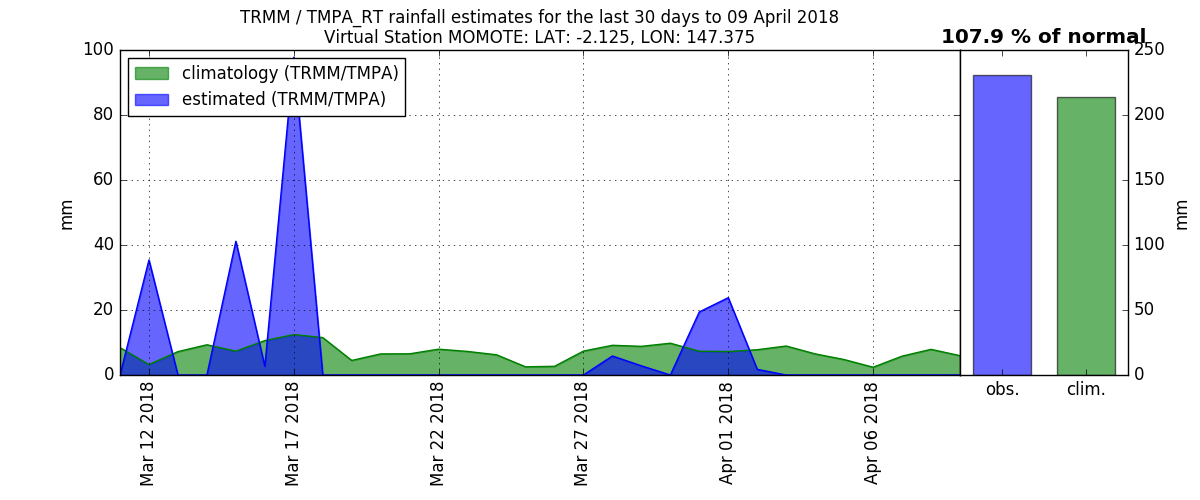 TRMM / TMPA_RT rainfall estimates for the last 30 days to 09 April 2018
Virtual Station MOMOTE: LAT: -2.125, LON: 147.375
107.9 % of normal
climatology (TRMM/TMPA)
estimated (TRMM/TMPA)
100
80
60
40
20
0
mm
250
200
150
100
50
0
mm
Mar 12 2018
Mar 17 2018
Mar 22 2018
Mar 27 2018
Apr 01 2018
Apr 06 2018
obs.
clim.